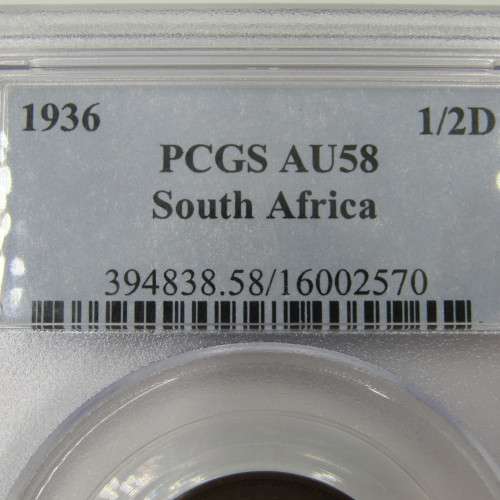 1936 1/2D
PCGS AU58
South Africa
394838.58/16002570